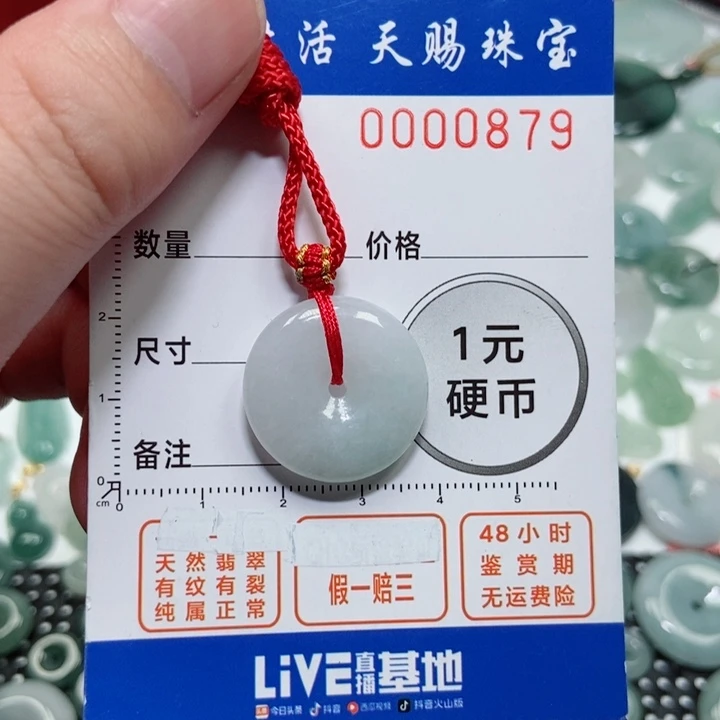 活 天赐珠宝
0000879
数量 价格
2
尺寸
1元
硬币
1
备注
0
cm 0 1 2 3 4 5
天然翡翠
有纹有裂
纯属正常
假一赔三
48小时
鉴赏期
无运费险
LiVE直播基地
今日头条 抖音 西瓜视频 抖音火山版